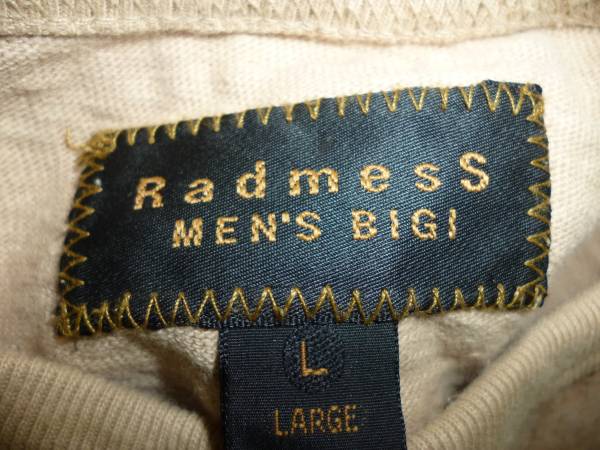 RadmesS
MEN'S BIGI
L
LARGE